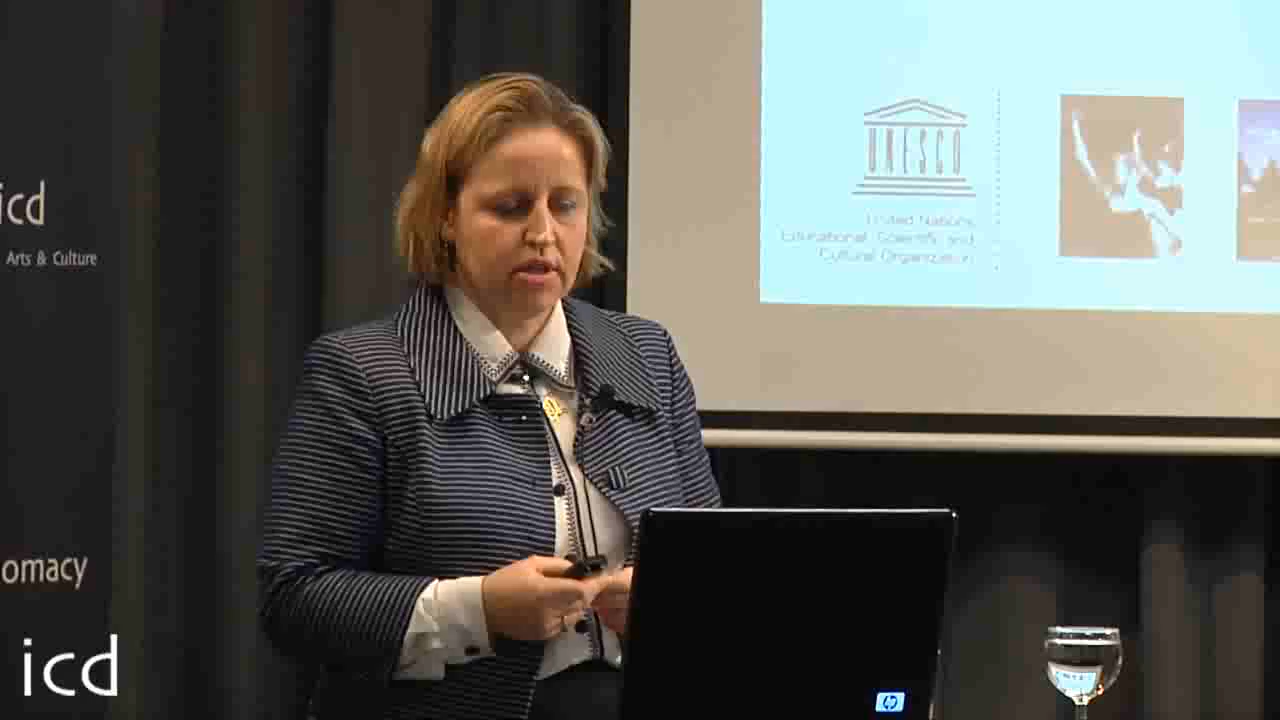 icd
Arts & Culture
omacy
icd
UNESCO
United Nations
Educational, Scientific and
Cultural Organization
hp